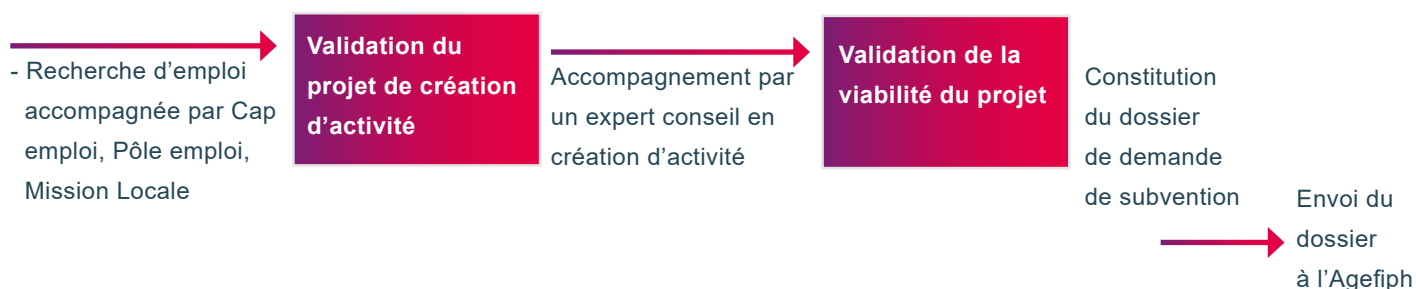 - Recherche d’emploi
accompagnée par Cap
emploi, Pôle emploi,
Mission Locale
Validation du
projet de création
d’activité
Accompagnement par
un expert conseil en
création d’activité
Validation de la
viabilité du projet
Constitution
du dossier
de demande
de subvention
Envoi du
dossier
à l’Agefiph